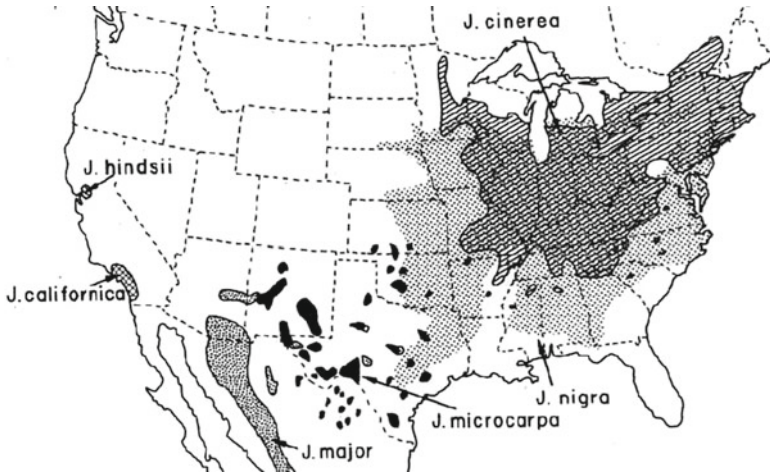 J. cinerea
J. hindsii
J. californica
J. nigra
J. microcarpa
J. major